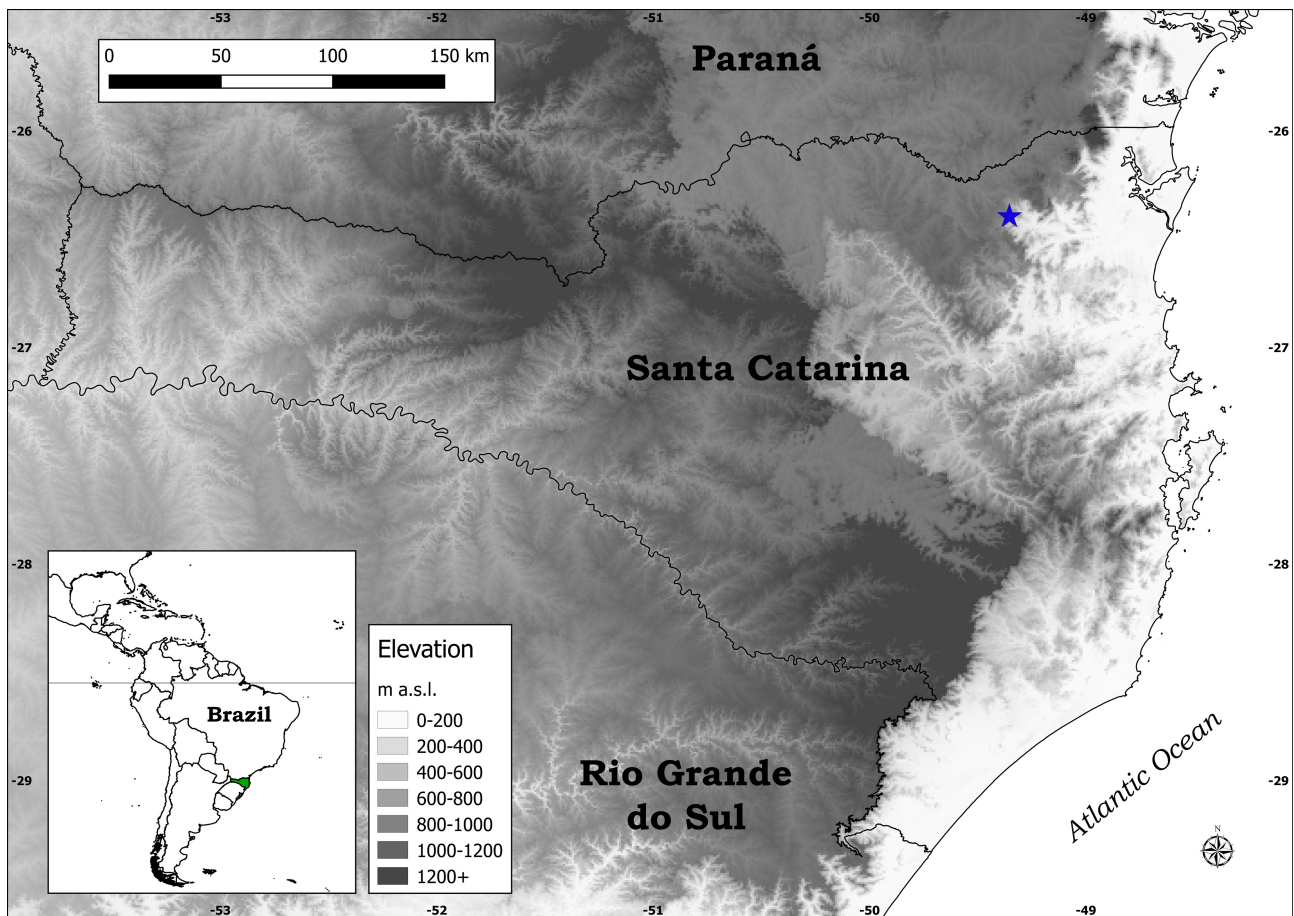 -53 -52 -51 -50 -49
0 50 100 150 km
Paraná
-26 -26
Santa Catarina
-27 -27
-28 -28
Brazil
Elevation
m a.s.l.
0-200
200-400
400-600
600-800
800-1000
1000-1200
1200+
Rio Grande
do Sul
-29 -29
Atlantic Ocean
N
-53 -52 -51 -50 -49